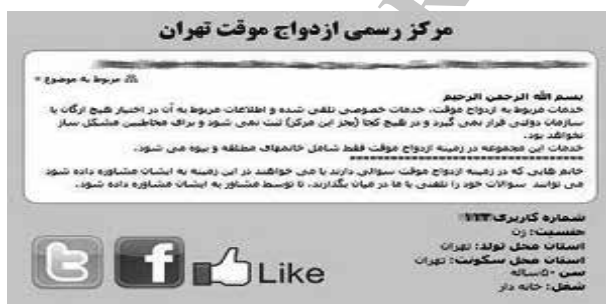 مرکز رسمی ازدواج موقت تهران
مربوط به موضوع
بسم الله الرحمن الرحیم
خدمات مربوط به ازدواج موقت، خدمات خصوصی تلقی شده و اطلاعات مربوط به آن در اختیار هیچ ارگان یا
سازمان دولتی قرار نمی گیرد و در هیچ کجا (بجز این مرکز) ثبت نمی شود و برای مخاطبین مشکل ساز
نخواهد بود.
خدمات این مجموعه در زمینه ازدواج موقت فقط شامل خانمهای مطلقه و بیوه می شود.
خانم هایی که در زمینه ازدواج موقت سوالی دارند یا می خواهند در این زمینه به ایشان مشاوره داده شود
می توانند سوالات خود را تلفنی با ما در میان بگذارند، تا توسط مشاور به ایشان مشاوره داده شود.
شماره کاربری:
جنسیت: زن
استان محل تولد: تهران
استان محل سکونت: تهران
سن ۵۰ساله
شغل: خانه دار
f Like